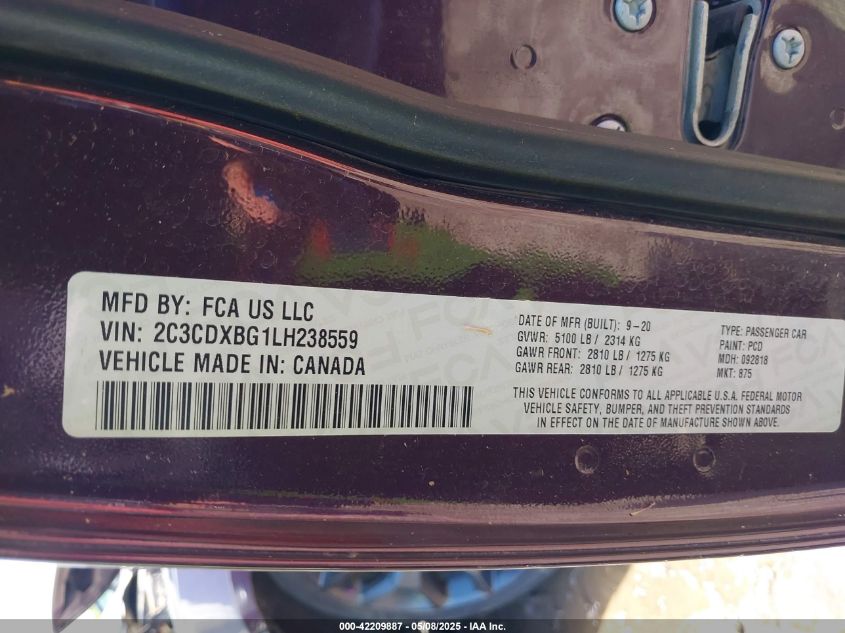 MFD BY: FCA US LLC
VIN: 2C3CDXBG1LH238559
VEHICLE MADE IN: CANADA
DATE OF MFR (BUILT): 9-20
GVWR: 5100 LB / 2314 KG
GAWR FRONT: 2810 LB / 1275 KG
GAWR REAR: 2810 LB / 1275 KG
TYPE: PASSENGER CAR
PAINT: PCD
MDH: 092818
MKT: 875
THIS VEHICLE CONFORMS TO ALL APPLICABLE U.S.A. FEDERAL MOTOR
VEHICLE SAFETY, BUMPER, AND THEFT PREVENTION STANDARDS
IN EFFECT ON THE DATE OF MANUFACTURE SHOWN ABOVE.
000-42209887 - 05/08/2025 - IAA Inc.